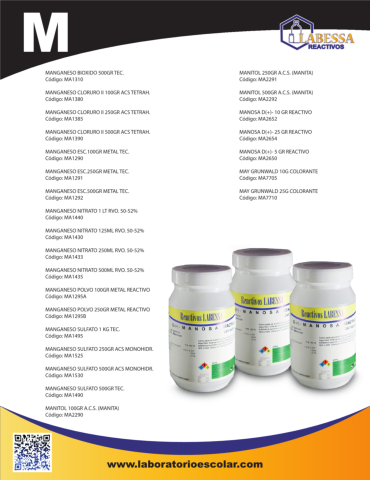 M
LABESSA
REACTIVOS
MANGANESO BIOXIDO 500GR TEC.
Código: MA1310
MANGANESO CLORURO II 100GR ACS TETRAH.
Código: MA1380
MANGANESO CLORURO II 250GR ACS TETRAH.
Código: MA1385
MANGANESO CLORURO II 500GR ACS TETRAH.
Código: MA1390
MANGANESO ESC.100GR METAL TEC.
Código: MA1290
MANGANESO ESC.250GR METAL TEC.
Código: MA1291
MANGANESO ESC.500GR METAL TEC.
Código: MA1292
MANGANESO NITRATO 1 LT RVO. 50-52%
Código: MA1440
MANGANESO NITRATO 125ML RVO. 50-52%
Código: MA1430
MANGANESO NITRATO 250ML RVO. 50-52%
Código: MA1433
MANGANESO NITRATO 500ML RVO. 50-52%
Código: MA1435
MANGANESO POLVO 100GR METAL REACTIVO
Código: MA1295A
MANGANESO POLVO 250GR METAL REACTIVO
Código: MA1295B
MANGANESO SULFATO 1 KG TEC.
Código: MA1495
MANGANESO SULFATO 250GR ACS MONOHIDR.
Código: MA1525
MANGANESO SULFATO 500GR ACS MONOHIDR.
Código: MA1530
MANGANESO SULFATO 500GR TEC.
Código: MA1490
MANITOL 100GR A.C.S. (MANITA)
Código: MA2290
MANITOL 250GR A.C.S. (MANITA)
Código: MA2291
MANITOL 500GR A.C.S. (MANITA)
Código: MA2292
MANOSA D(+)- 10 GR REACTIVO
Código: MA2652
MANOSA D(+)- 25 GR REACTIVO
Código: MA2654
MANOSA D(+)- 5 GR REACTIVO
Código: MA2650
MAY GRUNWALD 10G COLORANTE
Código: MA7705
MAY GRUNWALD 25G COLORANTE
Código: MA7710
Reactivos LABESSA
MANOSA
Reactivos LABESSA
MANOSA
Reactivos LABESSA
MANOSA
www.laboratorioescolar.com